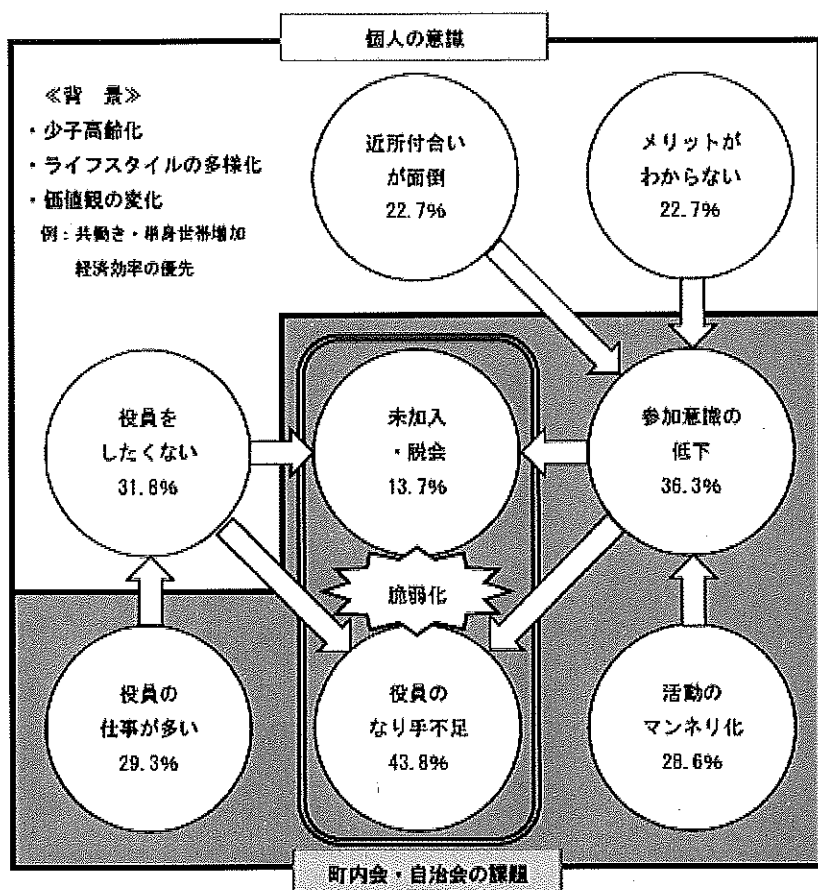 個人の意識
≪背　景≫
・少子高齢化
・ライフスタイルの多様化
・価値観の変化
例：共働き・単身世帯増加
経済効率の優先
近所付合い
が面倒
22.7%
メリットが
わからない
22.7%
役員を
したくない
31.8%
未加入
・脱会
13.7%
参加意識の
低下
36.3%
脆弱化
役員の
仕事が多い
29.3%
役員の
なり手不足
43.8%
活動の
マンネリ化
28.6%
町内会・自治会の課題